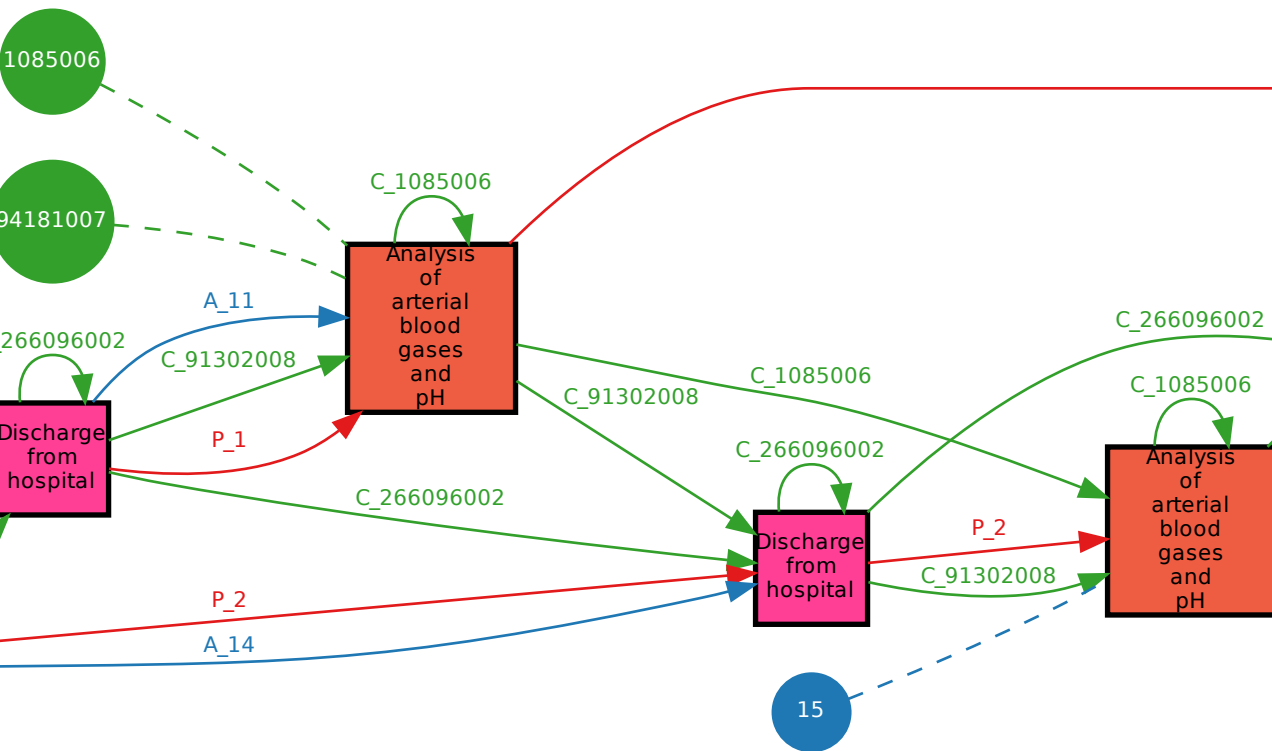 1085006
94181007
C_1085006
Analysis
of
arterial
blood
gases
and
pH
A_11
_266096002
C_91302008
Discharge
from
hospital
P_1
C_266096002
C_1085006
C_91302008
C_266096002
Discharge
from
hospital
C_266096002
C_1085006
Analysis
of
arterial
blood
gases
and
pH
P_2
C_91302008
P_2
A_14
15